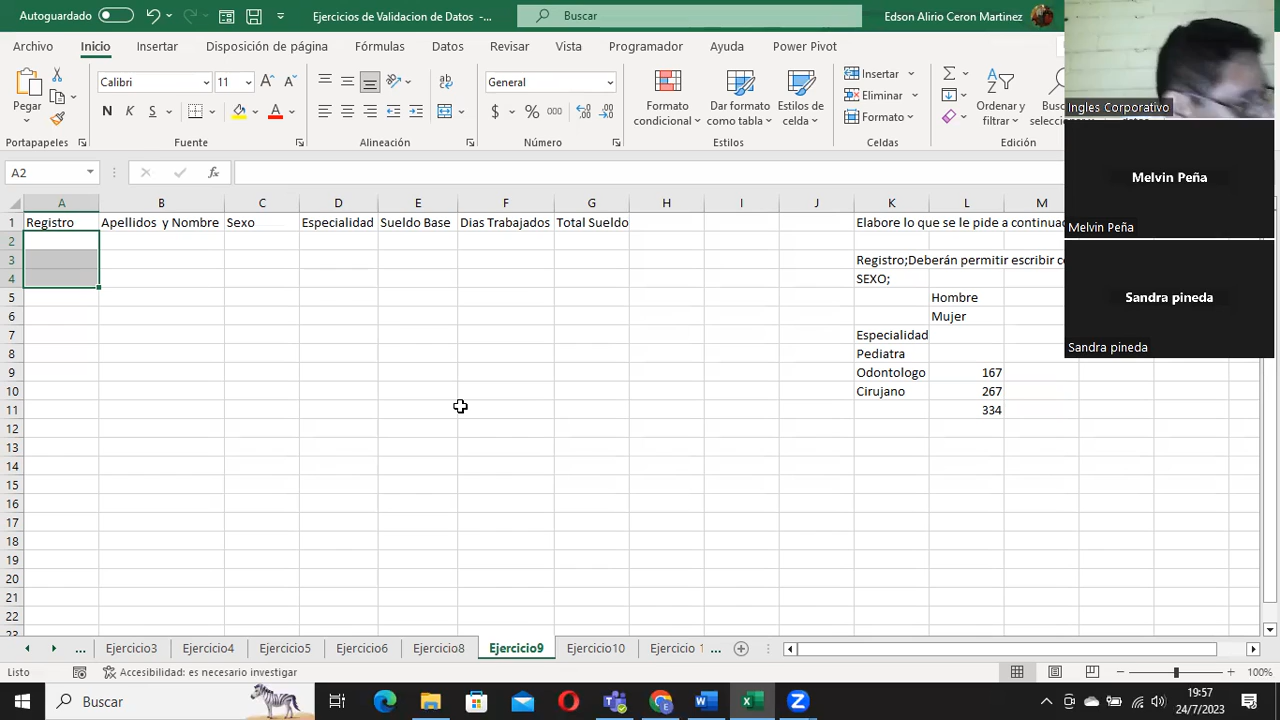 Autoguardado
Ejercicios de Validacion de Datos -...
Buscar
Edson Alirio Ceron Martinez
Archivo Inicio Insertar Disposición de página Fórmulas Datos Revisar Vista Programador Ayuda Power Pivot
Pegar
Calibri 11
N K S
General
$ % 000
Formato condicional
Dar formato como tabla
Estilos de celda
Insertar
Eliminar
Formato
Ordenar y filtrar
Portapapeles Fuente Alineación Número Estilos Celdas Edición
Ingles Corporativo
Melvin Peña
Melvin Peña
Sandra pineda
Sandra pineda
A2 fx
A B C D E F G H I J K L M
1 Registro Apellidos y Nombre Sexo Especialidad Sueldo Base Dias Trabajados Total Sueldo Elabore lo que se le pide a continuac
2
3 Registro;Deberán permitir escribir co
4 SEXO;
5 Hombre
6 Mujer
7 Especialidad
8 Pediatra
9 Odontologo 167
10 Cirujano 267
11 334
12
13
14
15
16
17
18
19
20
21
22
23
... Ejercicio3 Ejercicio4 Ejercicio5 Ejercicio6 Ejercicio8 Ejercicio9 Ejercicio10 Ejercicio 1 ...
Listo Accesibilidad: es necesario investigar 100%
Buscar
19:57
24/7/2023